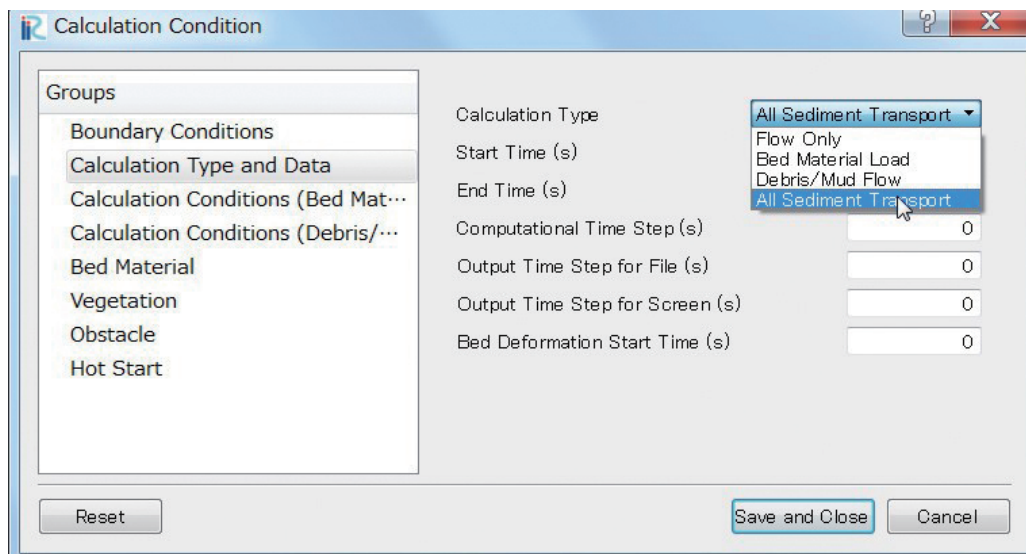 iRIC Calculation Condition
Groups
Boundary Conditions
Calculation Type and Data
Calculation Conditions (Bed Mat···
Calculation Conditions (Debris/···
Bed Material
Vegetation
Obstacle
Hot Start
Calculation Type All Sediment Transport
Flow Only
Bed Material Load
Debris/Mud Flow
All Sediment Transport
Start Time (s)
End Time (s)
Computational Time Step (s) 0
Output Time Step for File (s) 0
Output Time Step for Screen (s) 0
Bed Deformation Start Time (s) 0
Reset
Save and Close
Cancel